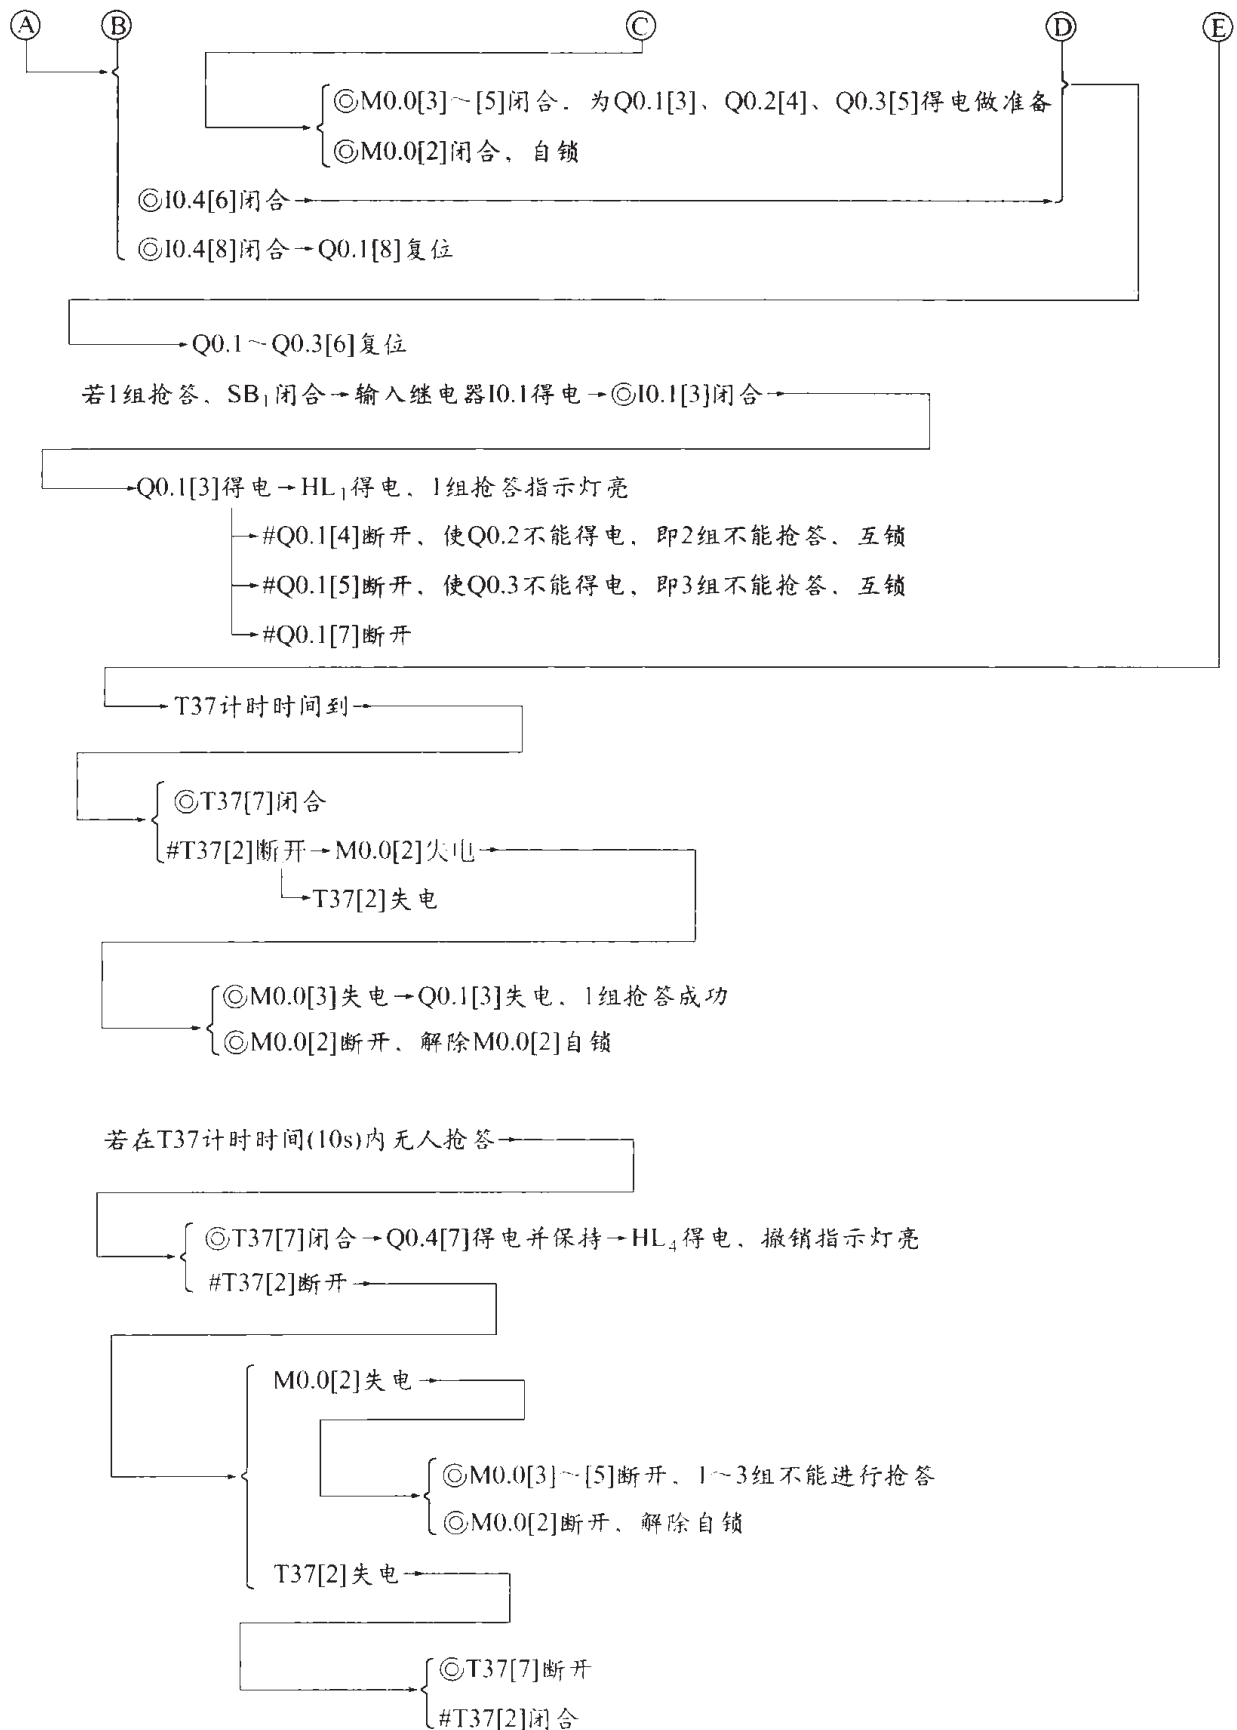 A B C D E
◎M0.0[3]～[5]闭合，为Q0.1[3]、Q0.2[4]、Q0.3[5]得电做准备
◎M0.0[2]闭合，自锁
◎I0.4[6]闭合→
◎I0.4[8]闭合→Q0.1[8]复位
→Q0.1～Q0.3[6]复位
若1组抢答，SB₁闭合→输入继电器I0.1得电→◎I0.1[3]闭合→
→Q0.1[3]得电→HL₁得电，1组抢答指示灯亮
→#Q0.1[4]断开，使Q0.2不能得电，即2组不能抢答，互锁
→#Q0.1[5]断开，使Q0.3不能得电，即3组不能抢答，互锁
→#Q0.1[7]断开
→T37计时时间到→
◎T37[7]闭合
#T37[2]断开→M0.0[2]失电→
→T37[2]失电
◎M0.0[3]失电→Q0.1[3]失电，1组抢答成功
◎M0.0[2]断开，解除M0.0[2]自锁
若在T37计时时间(10s)内无人抢答→
◎T37[7]闭合→Q0.4[7]得电并保持→HL₄得电，撤销指示灯亮
#T37[2]断开→
M0.0[2]失电→
◎M0.0[3]～[5]断开，1～3组不能进行抢答
◎M0.0[2]断开，解除自锁
T37[2]失电→
◎T37[7]断开
#T37[2]闭合